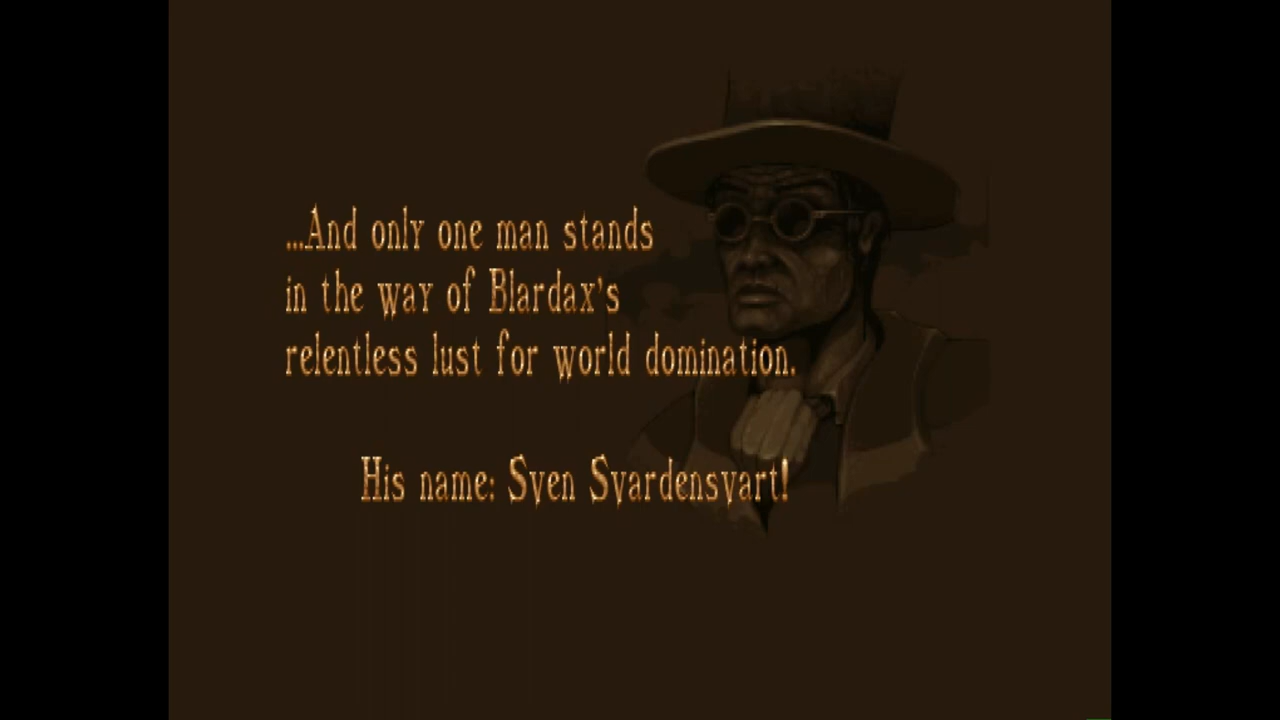 ...And only one man stands
in the way of Blardax's
relentless lust for world domination.
His name: Sven Svardensvart!